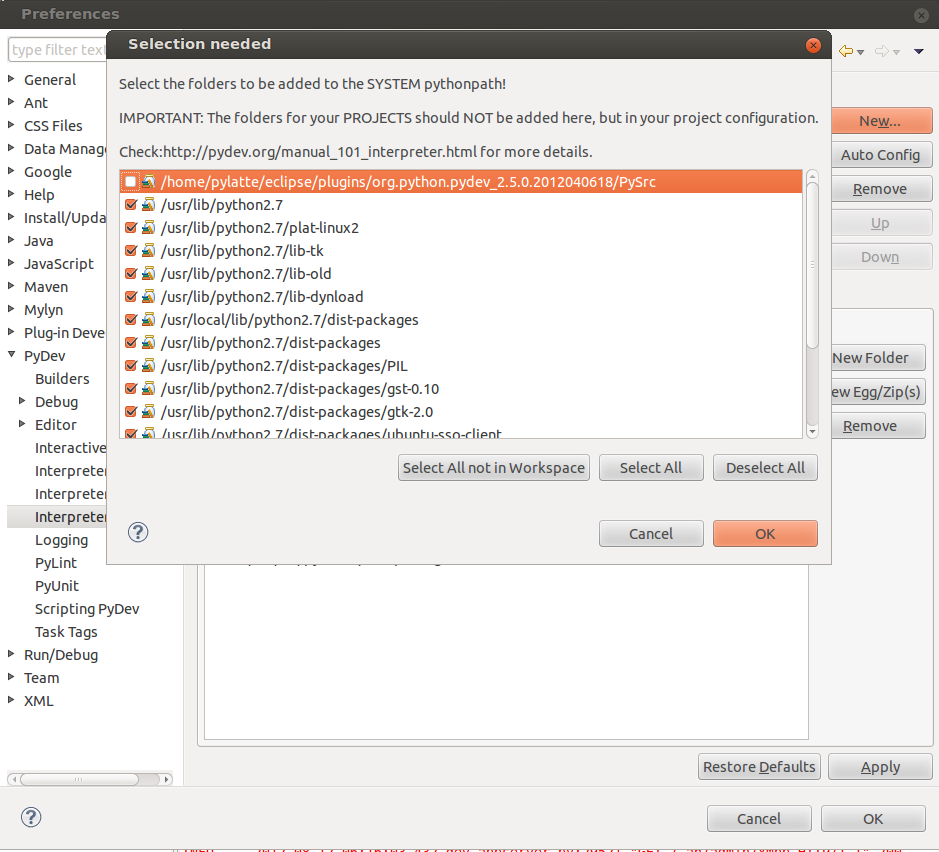 Preferences
Selection needed
type filter text
Select the folders to be added to the SYSTEM pythonpath!
IMPORTANT: The folders for your PROJECTS should NOT be added here, but in your project configuration.
Check:http://pydev.org/manual_101_interpreter.html for more details.
/home/pylatte/eclipse/plugins/org.python.pydev_2.5.0.2012040618/PySrc
/usr/lib/python2.7
/usr/lib/python2.7/plat-linux2
/usr/lib/python2.7/lib-tk
/usr/lib/python2.7/lib-old
/usr/lib/python2.7/lib-dynload
/usr/local/lib/python2.7/dist-packages
/usr/lib/python2.7/dist-packages
/usr/lib/python2.7/dist-packages/PIL
/usr/lib/python2.7/dist-packages/gst-0.10
/usr/lib/python2.7/dist-packages/gtk-2.0
/usr/lib/python2.7/dist-packages/ubuntu-sso-client
Select All not in Workspace
Select All
Deselect All
Cancel
OK
General
Ant
CSS Files
Data Manag
Google
Help
Install/Upda
Java
JavaScript
Maven
Mylyn
Plug-in Deve
PyDev
Builders
Debug
Editor
Interactive
Interpreter
Interpreter
Interpreter
Logging
PyLint
PyUnit
Scripting PyDev
Task Tags
Run/Debug
Team
XML
New...
Auto Config
Remove
Up
Down
New Folder
ew Egg/Zip(s)
Remove
Restore Defaults
Apply
Cancel
OK